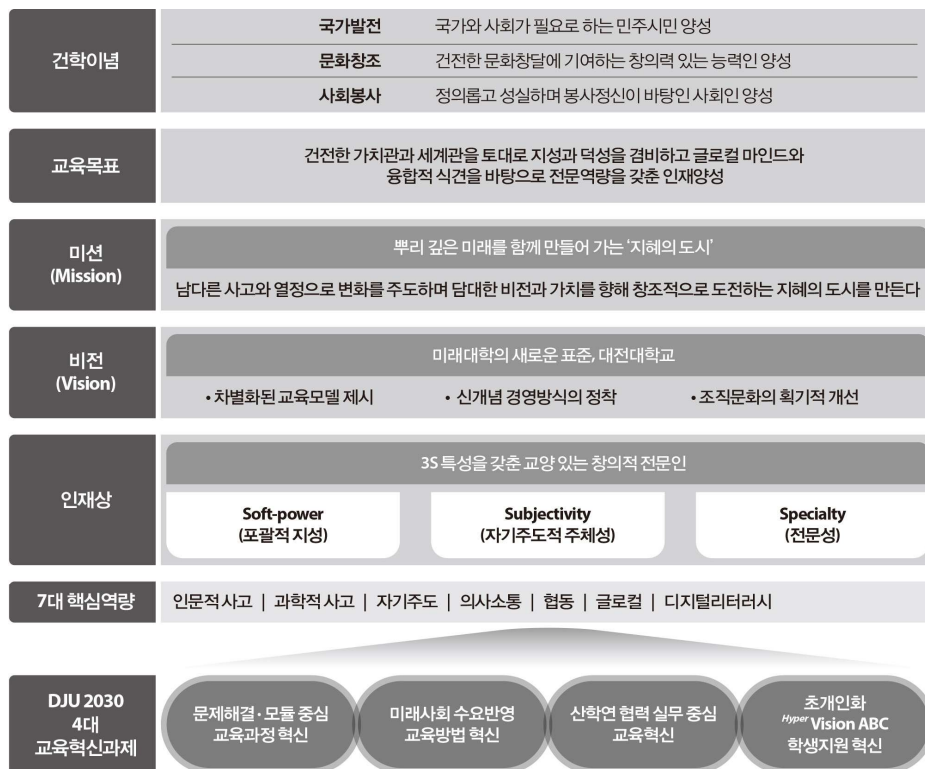 건학이념
국가발전 국가와 사회가 필요로 하는 민주시민 양성
문화창조 건전한 문화창달에 기여하는 창의력 있는 능력인 양성
사회봉사 정의롭고 성실하며 봉사정신이 바탕인 사회인 양성
교육목표
건전한 가치관과 세계관을 토대로 지성과 덕성을 겸비하고 글로컬 마인드와
융합적 식견을 바탕으로 전문역량을 갖춘 인재양성
미션
(Mission)
뿌리 깊은 미래를 함께 만들어 가는 '지혜의 도시'
남다른 사고와 열정으로 변화를 주도하며 담대한 비전과 가치를 향해 창조적으로 도전하는 지혜의 도시를 만든다
비전
(Vision)
미래대학의 새로운 표준, 대전대학교
• 차별화된 교육모델 제시 • 신개념 경영방식의 정착 • 조직문화의 획기적 개선
인재상
3S 특성을 갖춘 교양 있는 창의적 전문인
Soft-power
(포괄적 지성)
Subjectivity
(자기주도적 주체성)
Specialty
(전문성)
7대 핵심역량
인문적 사고 | 과학적 사고 | 자기주도 | 의사소통 | 협동 | 글로컬 | 디지털리터러시
DJU 2030
4대
교육혁신과제
문제해결·모듈 중심
교육과정 혁신
미래사회 수요반영
교육방법 혁신
산학연 협력 실무 중심
교육혁신
초개인화
Hyper Vision ABC
학생지원 혁신